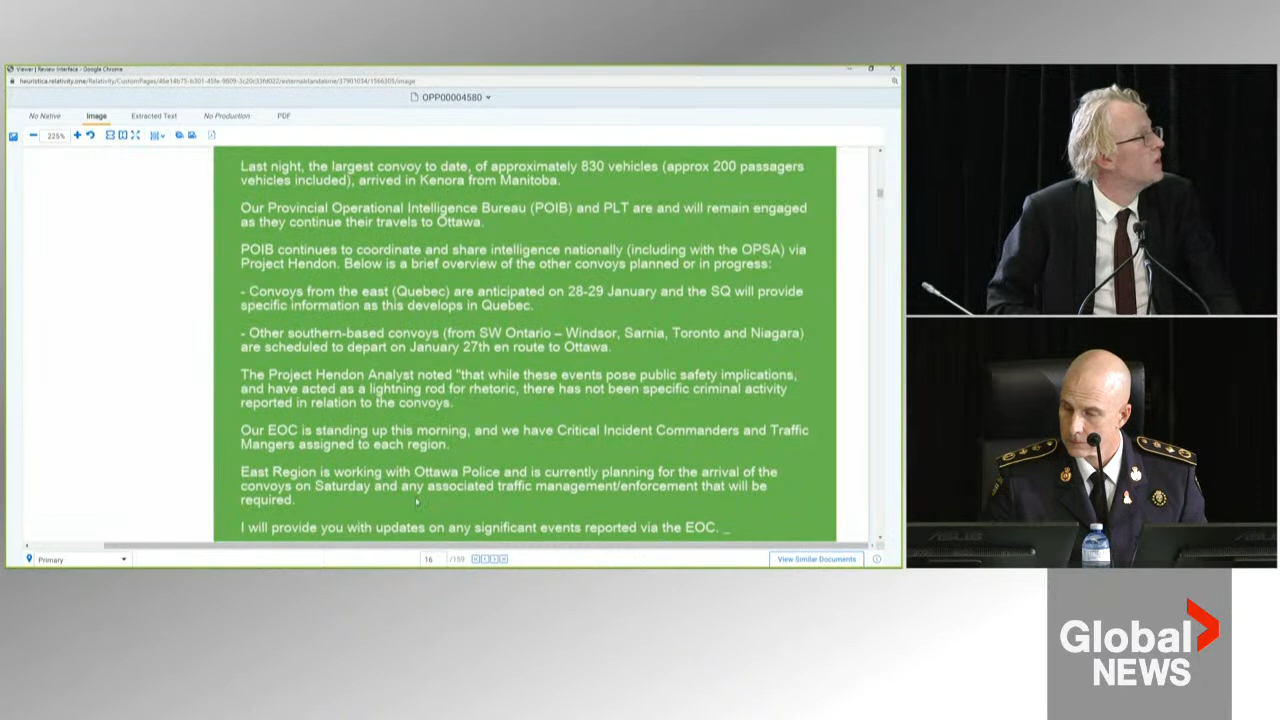 Viewer | Review Interface - Google Chrome
OPP00004580
No Native Image Extracted Text No Production PDF
225%
Last night, the largest convoy to date, of approximately 830 vehicles (approx 200 passagers
vehicles included), arrived in Kenora from Manitoba.
Our Provincial Operational Intelligence Bureau (POIB) and PLT are and will remain engaged
as they continue their travels to Ottawa.
POIB continues to coordinate and share intelligence nationally (including with the OPSA) via
Project Hendon. Below is a brief overview of the other convoys planned or in progress:
- Convoys from the east (Quebec) are anticipated on 28-29 January and the SQ will provide
specific information as this develops in Quebec.
- Other southern-based convoys (from SW Ontario – Windsor, Sarnia, Toronto and Niagara)
are scheduled to depart on January 27th en route to Ottawa.
The Project Hendon Analyst noted "that while these events pose public safety implications,
and have acted as a lightning rod for rhetoric, there has not been specific criminal activity
reported in relation to the convoys.
Our EOC is standing up this morning, and we have Critical Incident Commanders and Traffic
Mangers assigned to each region.
East Region is working with Ottawa Police and is currently planning for the arrival of the
convoys on Saturday and any associated traffic management/enforcement that will be
required.
I will provide you with updates on any significant events reported via the EOC. _
Primary
16 /159
View Similar Documents
ASUS
Global
NEWS